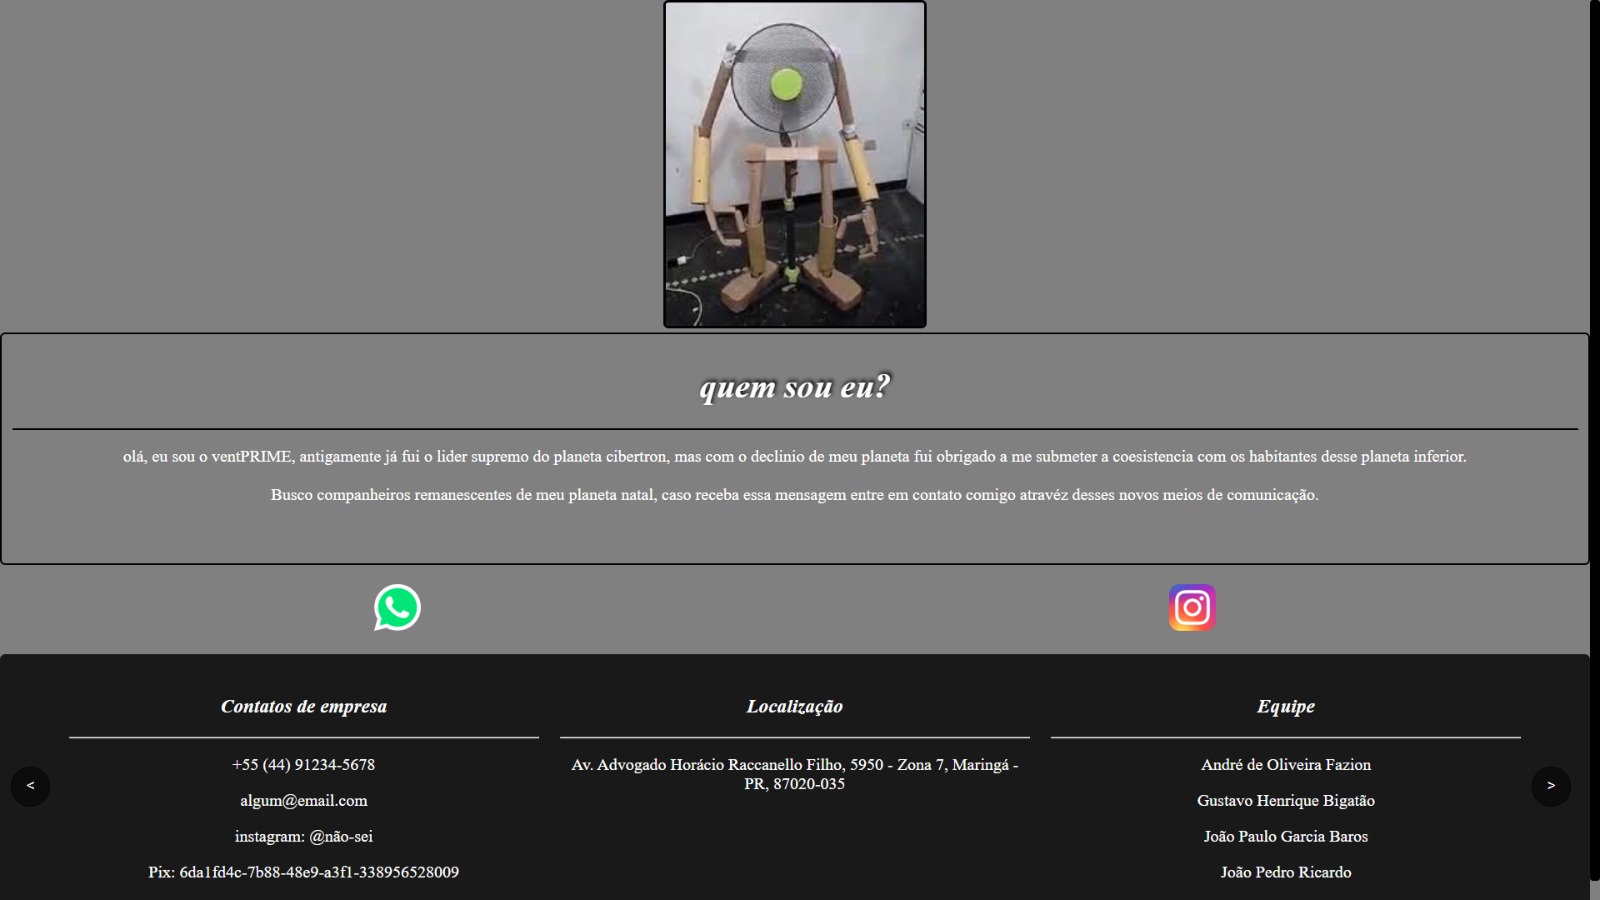 quem sou eu?
olá, eu sou o ventPRIME, antigamente já fui o lider supremo do planeta cibertron, mas com o declinio de meu planeta fui obrigado a me submeter a coesistencia com os habitantes desse planeta inferior.
Busco companheiros remanescentes de meu planeta natal, caso receba essa mensagem entre em contato comigo atravéz desses novos meios de comunicação.
Contatos de empresa
+55 (44) 91234-5678
algum@email.com
instagram: @não-sei
Pix: 6da1fd4c-7b88-48e9-a3f1-338956528009
Localização
Av. Advogado Horácio Raccanello Filho, 5950 - Zona 7, Maringá -
PR, 87020-035
Equipe
André de Oliveira Fazion
Gustavo Henrique Bigatão
João Paulo Garcia Baros
João Pedro Ricardo
<
>